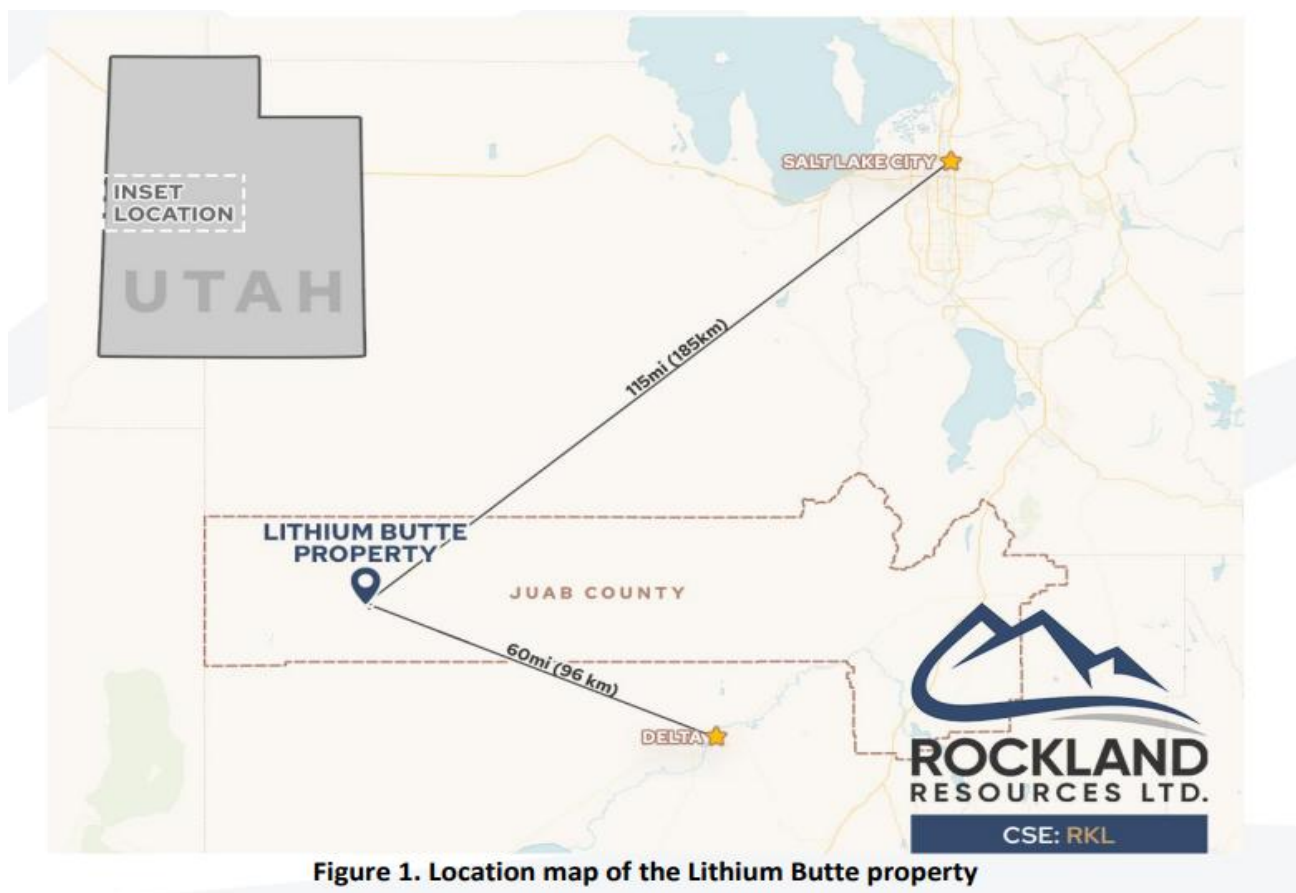 INSET
LOCATION
UTAH
SALT LAKE CITY
115mi (185km)
LITHIUM BUTTE
PROPERTY
JUAB COUNTY
60mi (96 km)
DELTA
ROCKLAND
RESOURCES LTD.
CSE: RKL
Figure 1. Location map of the Lithium Butte property